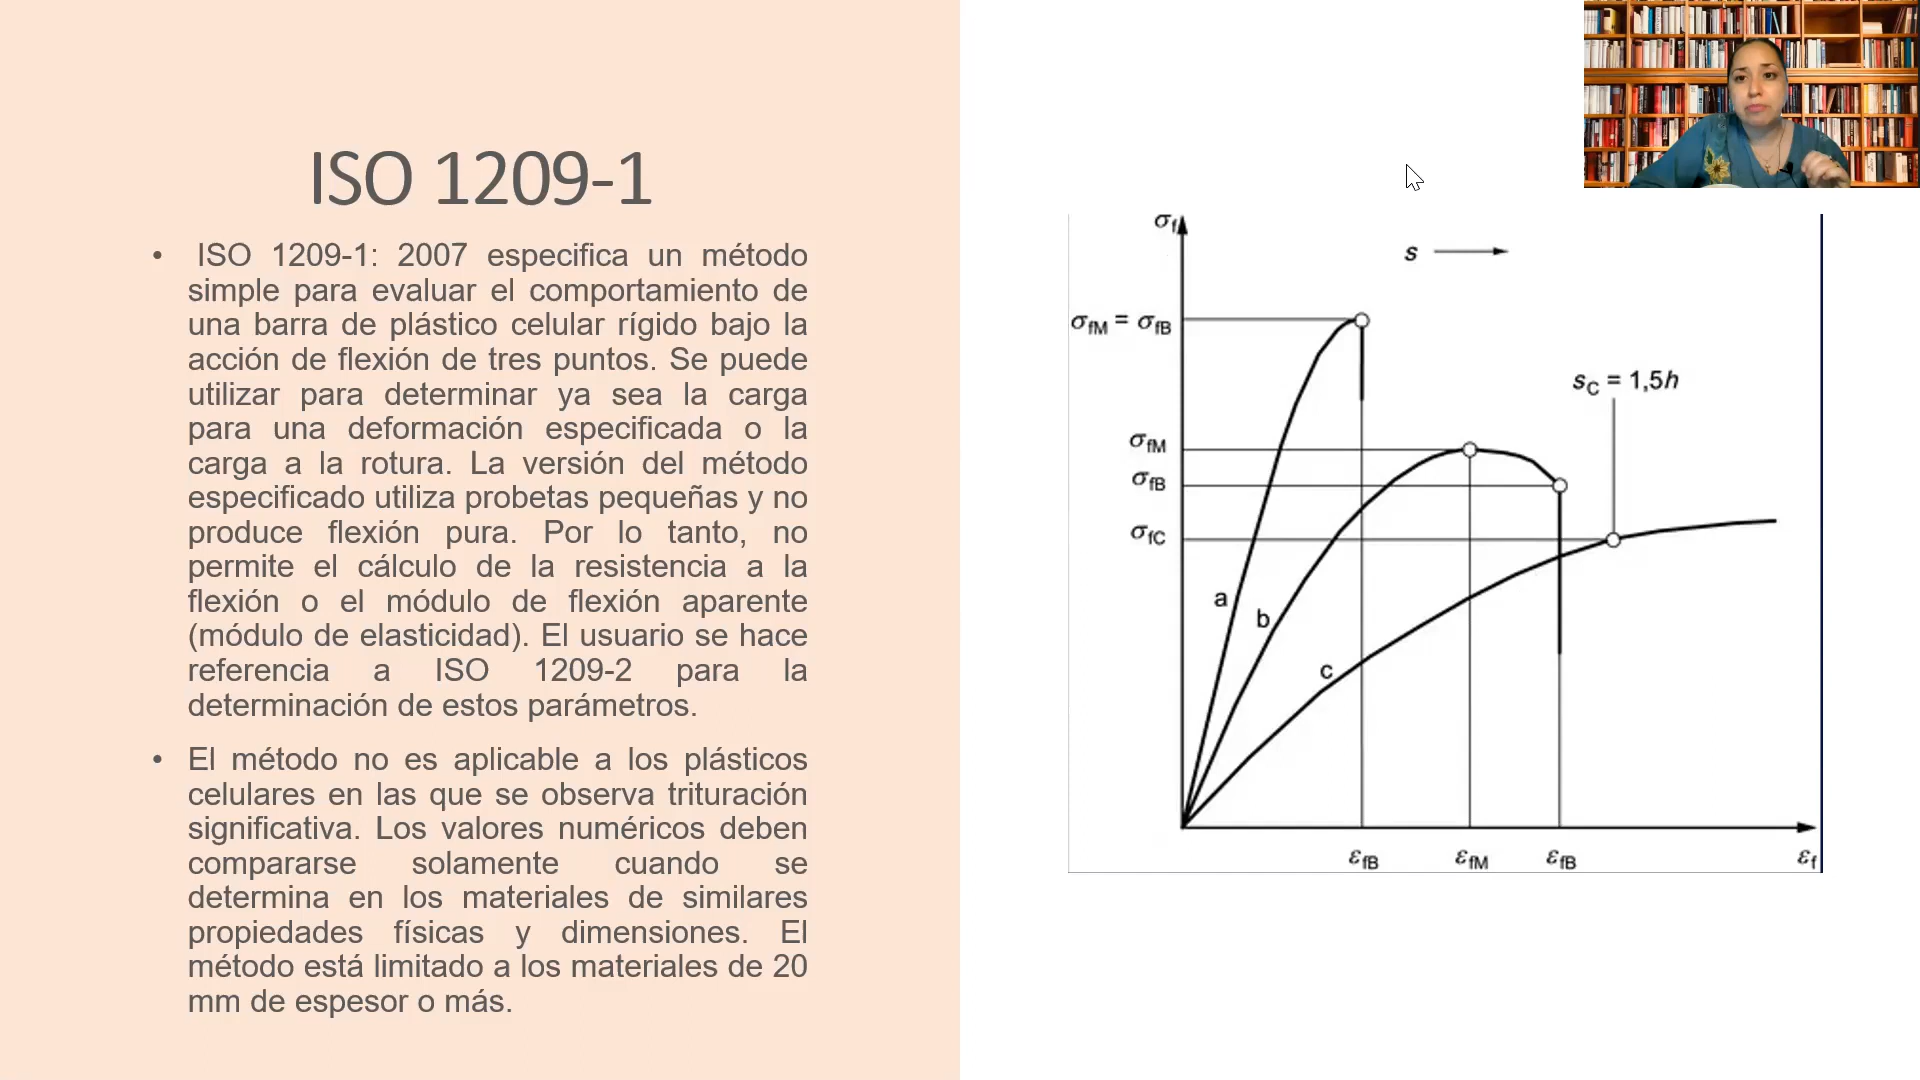 ISO 1209-1
• ISO 1209-1: 2007 especifica un método
simple para evaluar el comportamiento de
una barra de plástico celular rígido bajo la
acción de flexión de tres puntos. Se puede
utilizar para determinar ya sea la carga
para una deformación especificada o la
carga a la rotura. La versión del método
especificado utiliza probetas pequeñas y no
produce flexión pura. Por lo tanto, no
permite el cálculo de la resistencia a la
flexión o el módulo de flexión aparente
(módulo de elasticidad). El usuario se hace
referencia a ISO 1209-2 para la
determinación de estos parámetros.
• El método no es aplicable a los plásticos
celulares en las que se observa trituración
significativa. Los valores numéricos deben
compararse solamente cuando se
determina en los materiales de similares
propiedades físicas y dimensiones. El
método está limitado a los materiales de 20
mm de espesor o más.
σf
s
σfM = σfB
sC = 1,5h
σfM
σfB
σfC
a
b
c
εfB εfM εfB εf